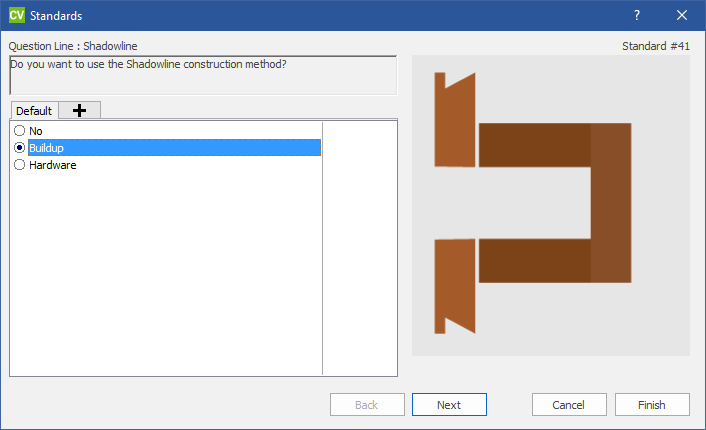 CV Standards ?
Question Line : Shadowline Standard #41
Do you want to use the Shadowline construction method?
Default
No
Buildup
Hardware
Back Next Cancel Finish